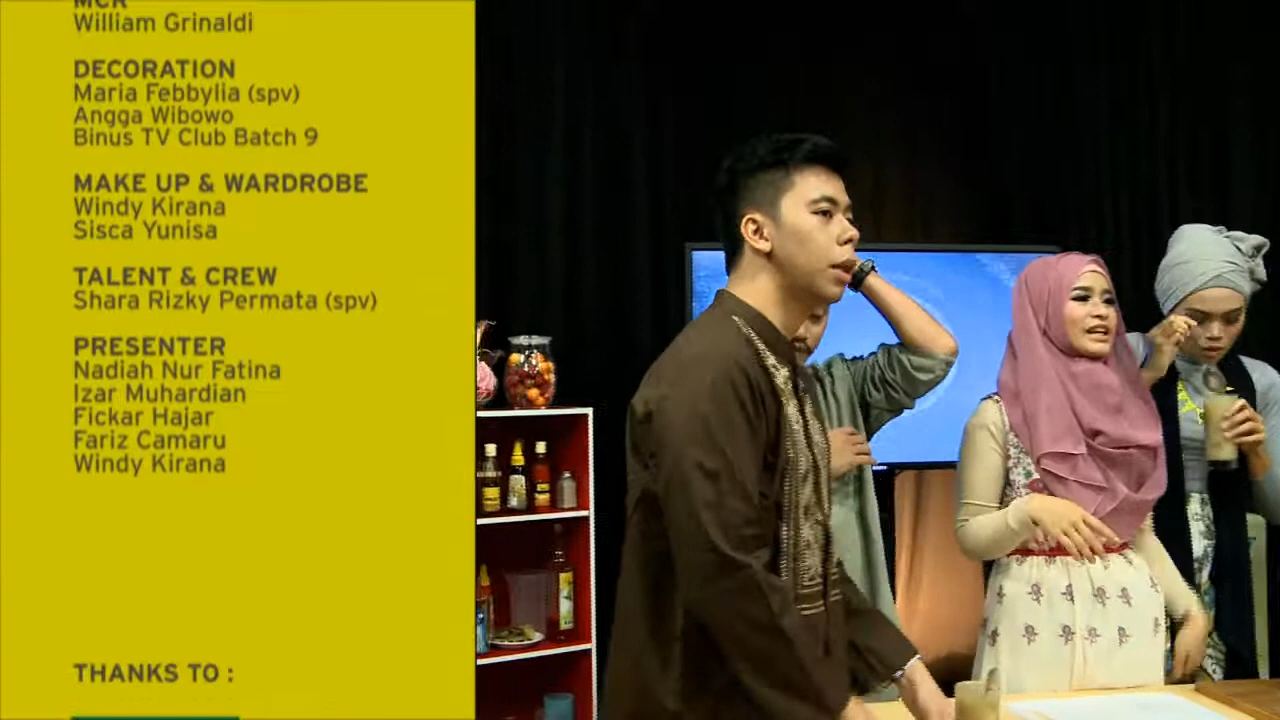 MCR
William Grinaldi
DECORATION
Maria Febbylia (spv)
Angga Wibowo
Binus TV Club Batch 9
MAKE UP & WARDROBE
Windy Kirana
Sisca Yunisa
TALENT & CREW
Shara Rizky Permata (spv)
PRESENTER
Nadiah Nur Fatina
Izar Muhardian
Fickar Hajar
Fariz Camaru
Windy Kirana
THANKS TO :